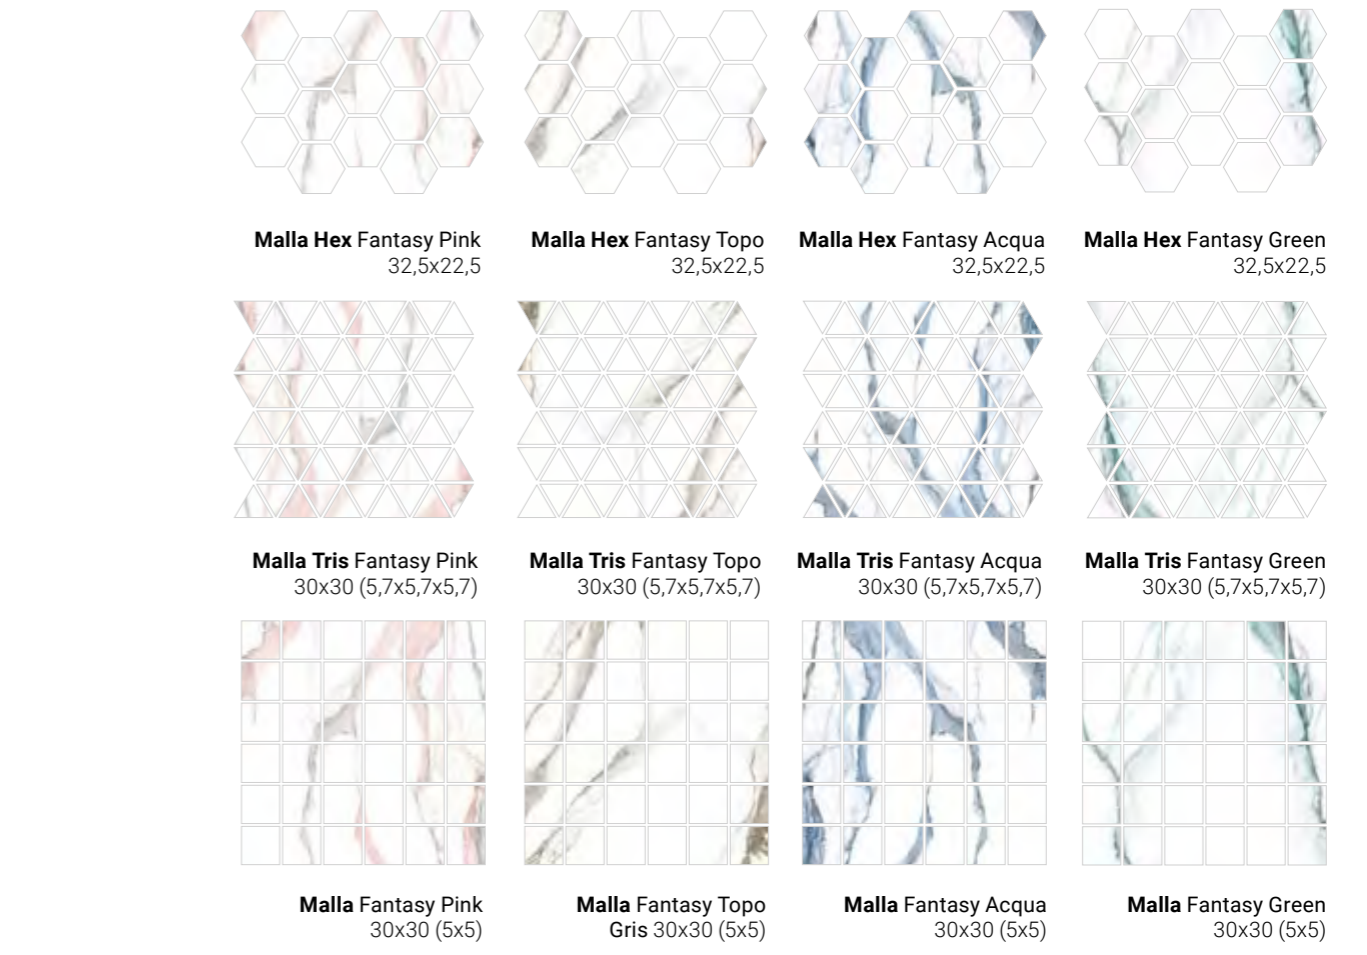 Malla Hex Fantasy Pink
32,5x22,5
Malla Hex Fantasy Topo
32,5x22,5
Malla Hex Fantasy Acqua
32,5x22,5
Malla Hex Fantasy Green
32,5x22,5
Malla Tris Fantasy Pink
30x30 (5,7x5,7x5,7)
Malla Tris Fantasy Topo
30x30 (5,7x5,7x5,7)
Malla Tris Fantasy Acqua
30x30 (5,7x5,7x5,7)
Malla Tris Fantasy Green
30x30 (5,7x5,7x5,7)
Malla Fantasy Pink
30x30 (5x5)
Malla Fantasy Topo
Gris 30x30 (5x5)
Malla Fantasy Acqua
30x30 (5x5)
Malla Fantasy Green
30x30 (5x5)